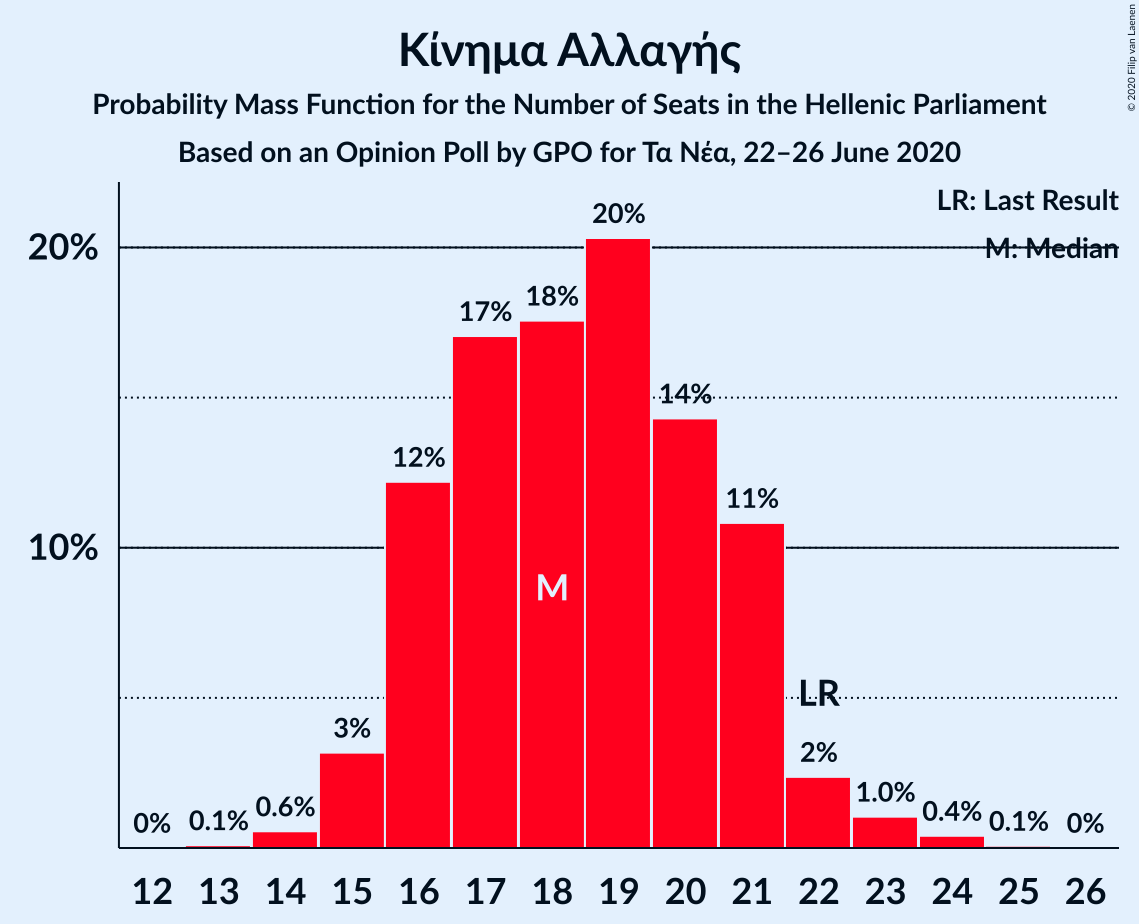 Κίνημα Αλλαγής
Probability Mass Function for the Number of Seats in the Hellenic Parliament
Based on an Opinion Poll by GPO for Τα Νέα, 22–26 June 2020
© 2020 Filip van Laenen
LR: Last Result
M: Median
20%
10%
0%
0.1%
0.6%
3%
12%
17%
18%
20%
14%
11%
2%
1.0%
0.4%
0.1%
0%
M
LR
12 13 14 15 16 17 18 19 20 21 22 23 24 25 26